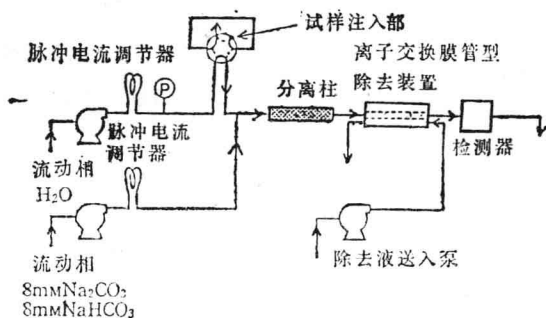 试样注入部
脉冲电流调节器
离子交换膜管型
除去装置
分离柱
P
脉冲电流
调节器
检测器
流动相
H₂O
流动相
除去液送入泵
8mMNa₂CO₂
8mMNaHCO₃